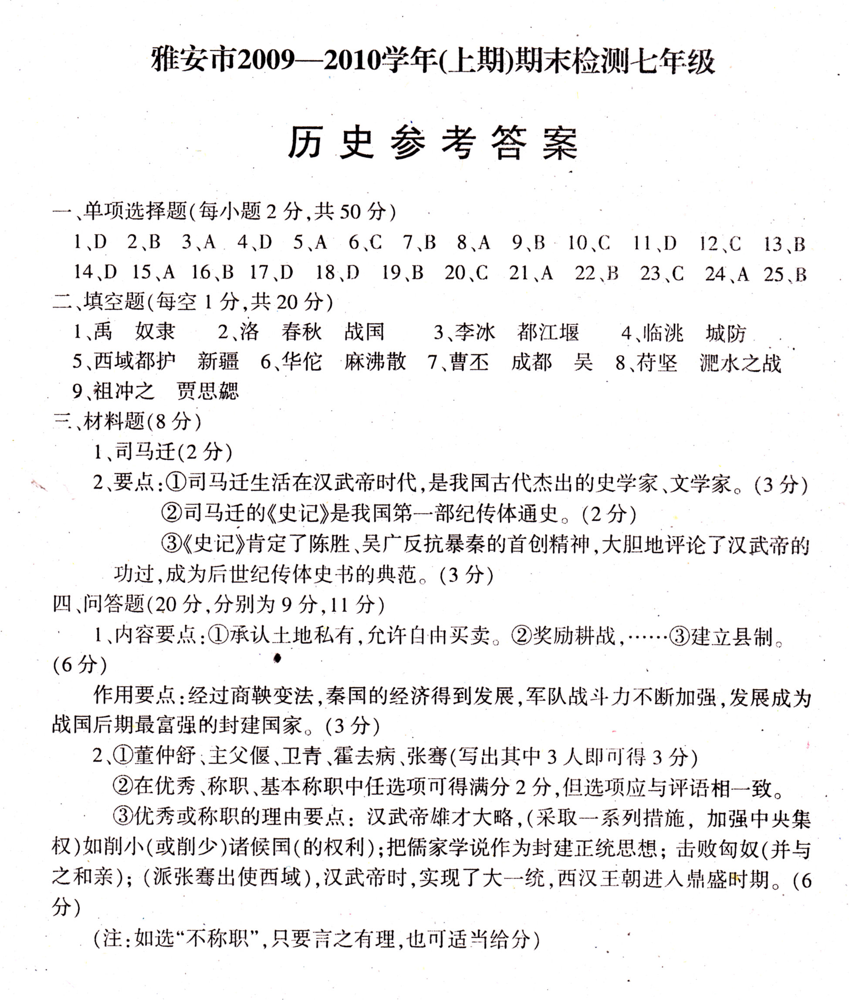 雅安市2009—2010学年(上期)期末检测七年级
历史参考答案
一、单项选择题(每小题2分,共50分)
1、D 2、B 3、A 4、D 5、A 6、C 7、B 8、A 9、B 10、C 11、D 12、C 13、B
14、D 15、A 16、B 17、D 18、D 19、B 20、C 21、A 22、B 23、C 24、A 25、B
二、填空题(每空1分,共20分)
1、禹 奴隶 2、洛 春秋 战国 3、李冰 都江堰 4、临洮 城防
5、西域都护 新疆 6、华佗 麻沸散 7、曹丕 成都 吴 8、苻坚 淝水之战
9、祖冲之 贾思勰
三、材料题(8分)
1、司马迁(2分)
2、要点:①司马迁生活在汉武帝时代,是我国古代杰出的史学家、文学家。(3分)
②司马迁的《史记》是我国第一部纪传体通史。(2分)
③《史记》肯定了陈胜、吴广反抗暴秦的首创精神,大胆地评论了汉武帝的
功过,成为后世纪传体史书的典范。(3分)
四、问答题(20分,分别为9分,11分)
1、内容要点:①承认土地私有,允许自由买卖。②奖励耕战,……③建立县制。
(6分)
作用要点:经过商鞅变法,秦国的经济得到发展,军队战斗力不断加强,发展成为
战国后期最富强的封建国家。(3分)
2、①董仲舒、主父偃、卫青、霍去病、张骞(写出其中3人即可得3分)
②在优秀、称职、基本称职中任选项可得满分2分,但选项应与评语相一致。
③优秀或称职的理由要点:汉武帝雄才大略,(采取一系列措施,加强中央集
权)如削小(或削少)诸候国(的权利);把儒家学说作为封建正统思想;击败匈奴(并与
之和亲);(派张骞出使西域),汉武帝时,实现了大一统,西汉王朝进入鼎盛时期。(6
分)
(注:如选“不称职”,只要言之有理,也可适当给分)